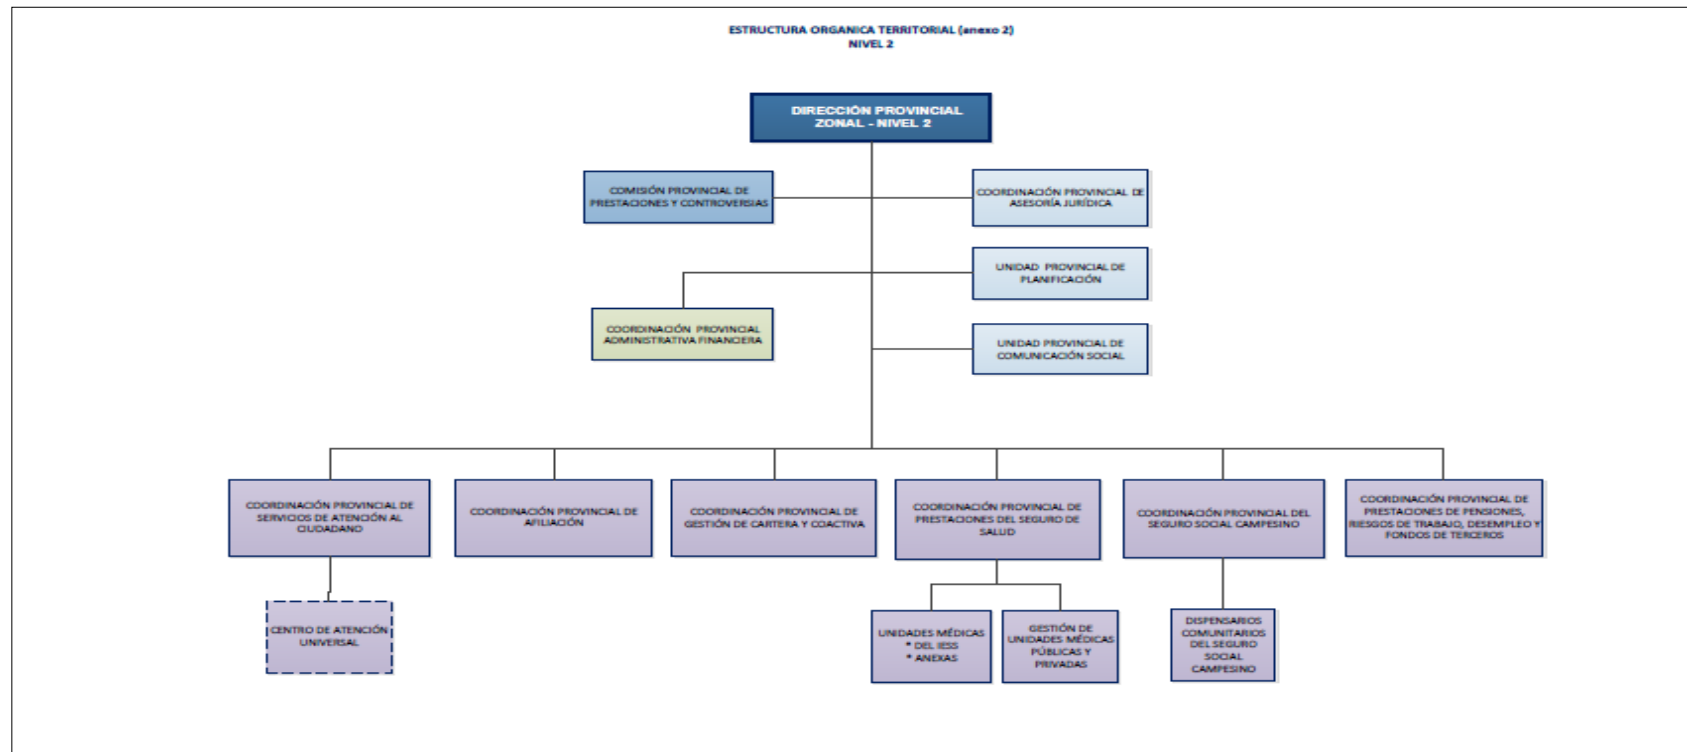 ESTRUCTURA ORGANICA TERRITORIAL (anexo 2)
NIVEL 2
DIRECCIÓN PROVINCIAL
ZONAL - NIVEL 2
COMISIÓN PROVINCIAL DE
PRESTACIONES Y CONTROVERSIAS
COORDINACIÓN PROVINCIAL DE
ASESORÍA JURÍDICA
UNIDAD PROVINCIAL DE
PLANIFICACIÓN
COORDINACIÓN PROVINCIAL
ADMINISTRATIVA FINANCIERA
UNIDAD PROVINCIAL DE
COMUNICACIÓN SOCIAL
COORDINACIÓN PROVINCIAL DE
SERVICIOS DE ATENCIÓN AL
CIUDADANO
COORDINACIÓN PROVINCIAL DE
AFILIACIÓN
COORDINACIÓN PROVINCIAL DE
GESTIÓN DE CARTERA Y COACTIVA
COORDINACIÓN PROVINCIAL DE
PRESTACIONES DEL SEGURO DE
SALUD
COORDINACIÓN PROVINCIAL DEL
SEGURO SOCIAL CAMPESINO
COORDINACIÓN PROVINCIAL DE
PRESTACIONES DE PENSIONES,
RIESGOS DE TRABAJO, DESEMPLEO Y
FONDOS DE TERCEROS
CENTRO DE ATENCIÓN
UNIVERSAL
UNIDADES MÉDICAS
* DEL IESS
* ANEXAS
GESTIÓN DE
UNIDADES MÉDICAS
PÚBLICAS Y
PRIVADAS
DISPENSARIOS
COMUNITARIOS
DEL SEGURO
SOCIAL
CAMPESINO